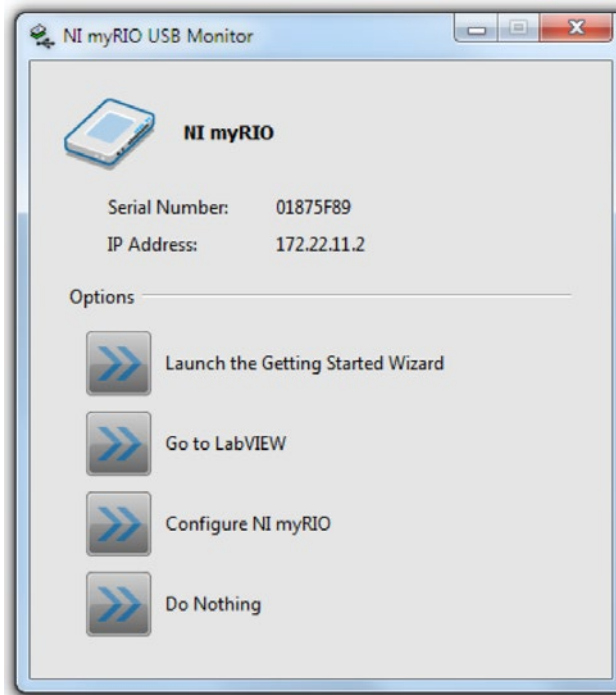 NI myRIO USB Monitor
NI myRIO
Serial Number: 01875F89
IP Address: 172.22.11.2
Options
Launch the Getting Started Wizard
Go to LabVIEW
Configure NI myRIO
Do Nothing